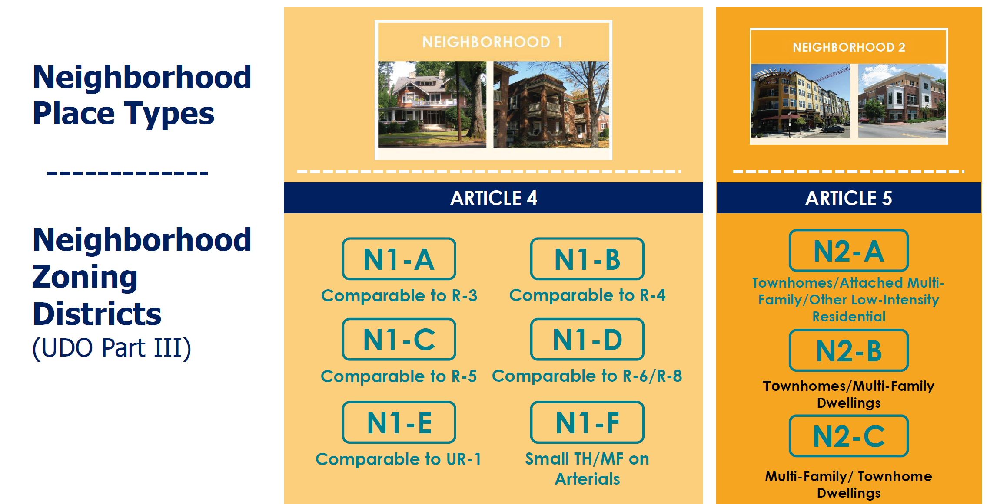 Neighborhood
Place Types
Neighborhood
Zoning
Districts
(UDO Part III)
NEIGHBORHOOD 1
ARTICLE 4
N1-A
Comparable to R-3
N1-B
Comparable to R-4
N1-C
Comparable to R-5
N1-D
Comparable to R-6/R-8
N1-E
Comparable to UR-1
N1-F
Small TH/MF on
Arterials
NEIGHBORHOOD 2
ARTICLE 5
N2-A
Townhomes/Attached Multi-
Family/Other Low-Intensity
Residential
N2-B
Townhomes/Multi-Family
Dwellings
N2-C
Multi-Family/ Townhome
Dwellings